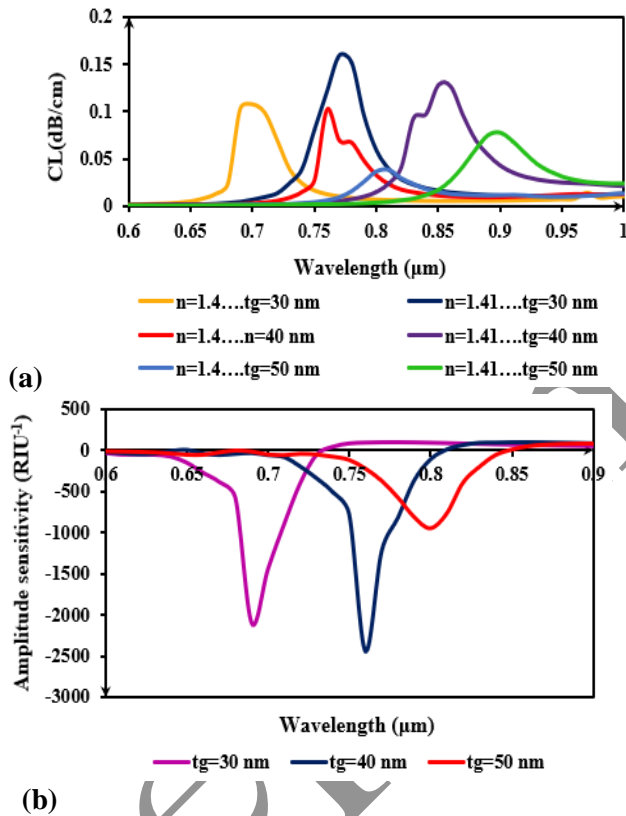 0.2
0.15
0.1
0.05
0
CL(dB/cm)
0.6 0.7 0.75 0.8 0.85 0.9 0.95 1
Wavelength (μm)
n=1.4….tg=30 nm n=1.41….tg=30 nm
n=1.4….n=40 nm n=1.41….tg=40 nm
n=1.4….tg=50 nm n=1.41….tg=50 nm
(a)
500
0
-500
-1000
-1500
-2000
-2500
-3000
Amplitude sensitivity (RIU⁻¹)
0.6 0.65 0.7 0.75 0.8 0.85 0.9
Wavelength (μm)
tg=30 nm tg=40 nm tg=50 nm
(b)